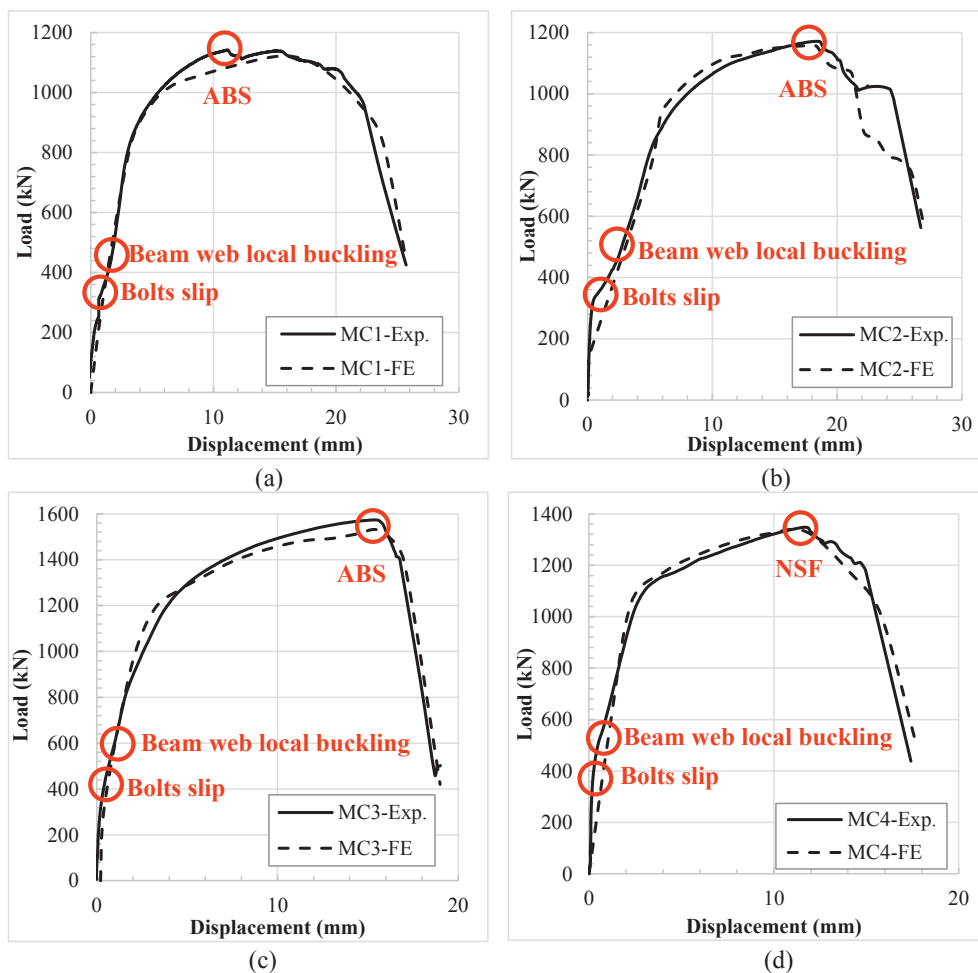 1200
1000
800
600
400
200
0
Load (kN)
ABS
Beam web local buckling
Bolts slip
MC1-Exp.
MC1-FE
0 10 20 30
Displacement (mm)
(a)
1200
1000
800
600
400
200
0
Load (kN)
ABS
Beam web local buckling
Bolts slip
MC2-Exp.
MC2-FE
0 10 20 30
Displacement (mm)
(b)
1600
1400
1200
1000
800
600
400
200
0
Load (kN)
ABS
Beam web local buckling
Bolts slip
MC3-Exp.
MC3-FE
0 10 20
Displacement (mm)
(c)
1400
1200
1000
800
600
400
200
0
Load (kN)
NSF
Beam web local buckling
Bolts slip
MC4-Exp.
MC4-FE
0 10 20
Displacement (mm)
(d)